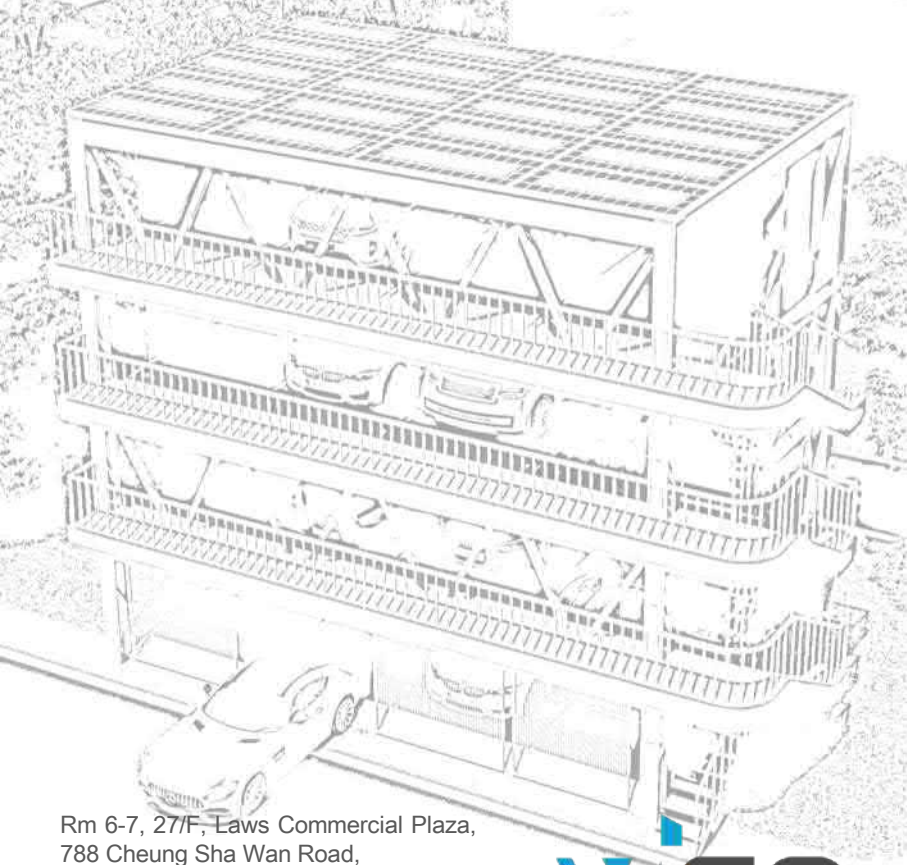 Rm 6-7, 27/F, Laws Commercial Plaza,
788 Cheung Sha Wan Road,